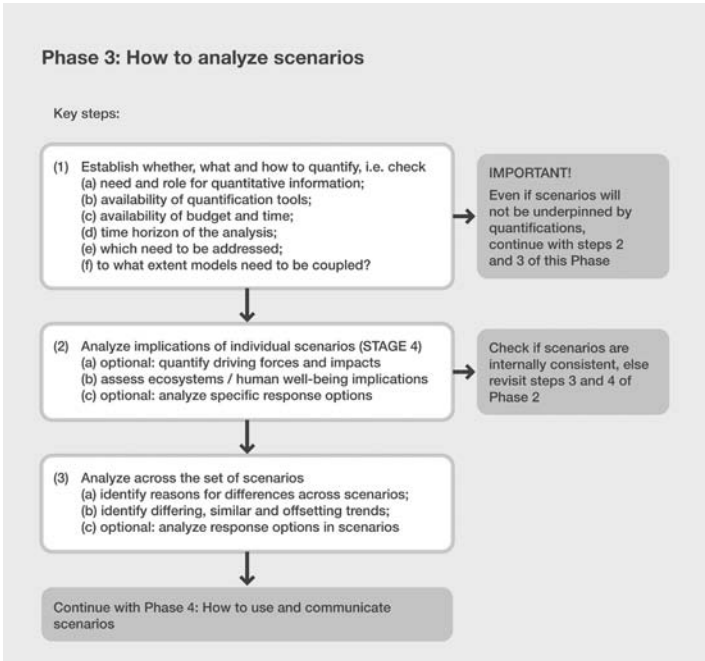 Phase 3: How to analyze scenarios
Key steps:
(1) Establish whether, what and how to quantify, i.e. check
(a) need and role for quantitative information;
(b) availability of quantification tools;
(c) availability of budget and time;
(d) time horizon of the analysis;
(e) which need to be addressed;
(f) to what extent models need to be coupled?
IMPORTANT!
Even if scenarios will
not be underpinned by
quantifications,
continue with steps 2
and 3 of this Phase
(2) Analyze implications of individual scenarios (STAGE 4)
(a) optional: quantify driving forces and impacts
(b) assess ecosystems / human well-being implications
(c) optional: analyze specific response options
Check if scenarios are
internally consistent, else
revisit steps 3 and 4 of
Phase 2
(3) Analyze across the set of scenarios
(a) identify reasons for differences across scenarios;
(b) identify differing, similar and offsetting trends;
(c) optional: analyze response options in scenarios
Continue with Phase 4: How to use and communicate
scenarios